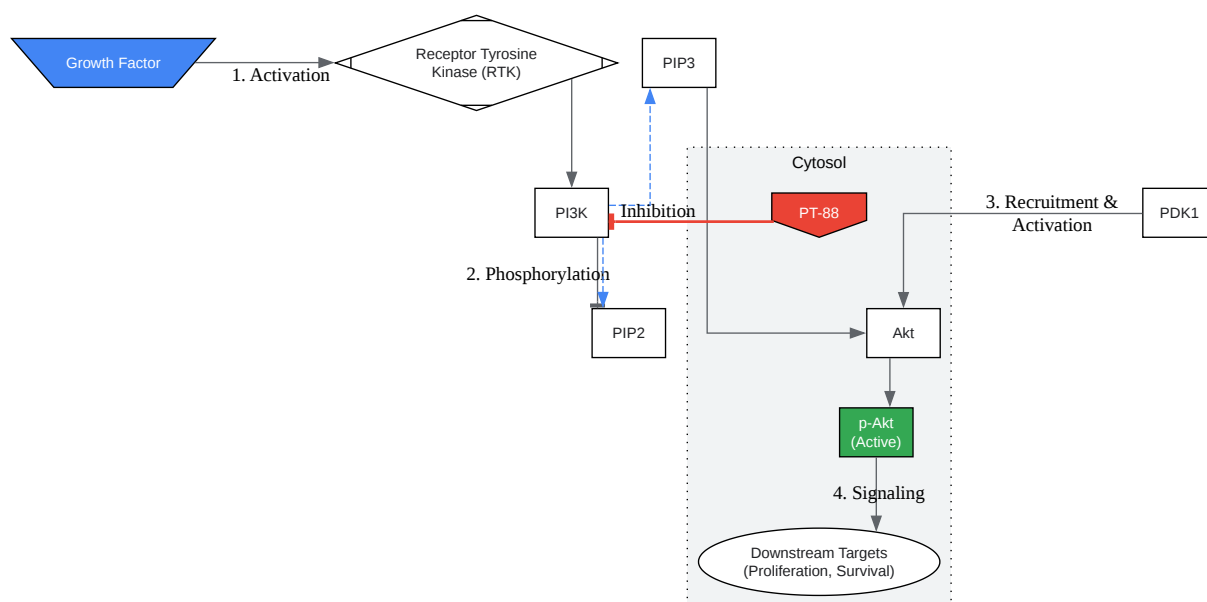 Growth Factor
1. Activation
Receptor Tyrosine
Kinase (RTK)
PIP3
Cytosol
PI3K
Inhibition
PT-88
3. Recruitment &
Activation
PDK1
2. Phosphorylation
PIP2
Akt
p-Akt
(Active)
4. Signaling
Downstream Targets
(Proliferation, Survival)